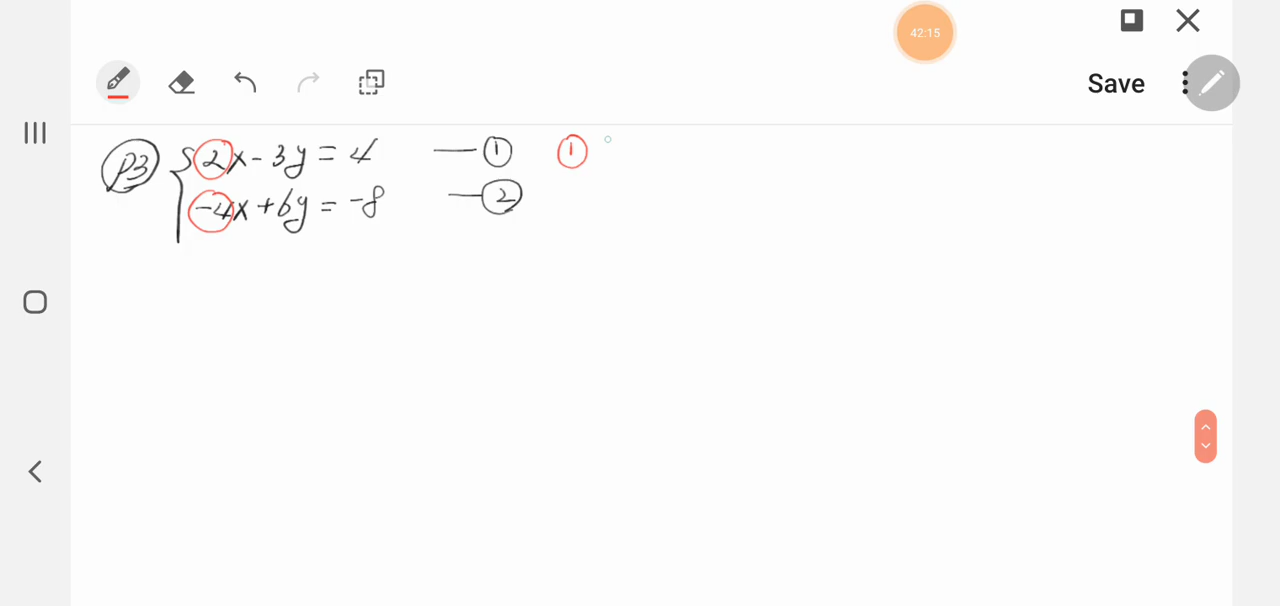 42:15
Save
P3 { 2x - 3y = 4 — ① ①
-4x + 6y = -8 — ②